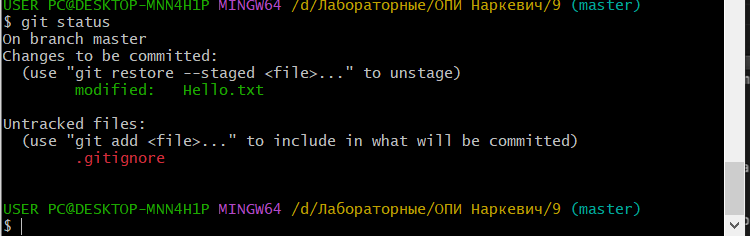 USER PC@DESKTOP-MNN4H1P MINGW64 /d/Лабораторные/ОПИ Наркевич/9 (master)
$ git status
On branch master
Changes to be committed:
  (use "git restore --staged <file>..." to unstage)
        modified:   Hello.txt

Untracked files:
  (use "git add <file>..." to include in what will be committed)
        .gitignore

USER PC@DESKTOP-MNN4H1P MINGW64 /d/Лабораторные/ОПИ Наркевич/9 (master)
$